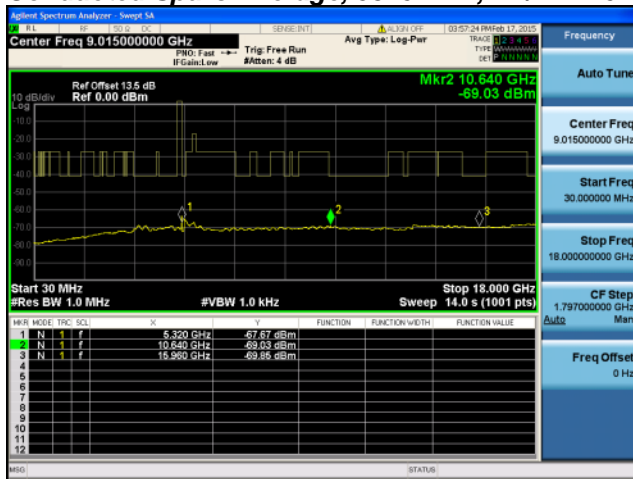 Agilent Spectrum Analyzer - Swept SA
RL RF 50 Ω DC SENSE:INT ALIGN OFF 03:57:24 PM Feb 17, 2015
Center Freq 9.015000000 GHz
PNO: Fast
IFGain:Low
Trig: Free Run
#Atten: 4 dB
Avg Type: Log-Pwr
TRACE 1 2 3 4 5 6
TYPE
DET P N N N N N
Mkr2 10.640 GHz
-69.03 dBm
Ref Offset 13.5 dB
10 dB/div Ref 0.00 dBm
Log
-10.0
-20.0
-30.0
-40.0
-50.0
-60.0
-70.0
-80.0
-90.0
1
2
3
Start 30 MHz Stop 18.000 GHz
#Res BW 1.0 MHz #VBW 1.0 kHz Sweep 14.0 s (1001 pts)
MKR MODE TRC SCL X Y FUNCTION FUNCTION WIDTH FUNCTION VALUE
1 N 1 f 5.320 GHz -67.67 dBm
2 N 1 f 10.640 GHz -69.03 dBm
3 N 1 f 15.960 GHz -69.85 dBm
4
5
6
7
8
9
10
11
12
MSG STATUS
Frequency
Auto Tune
Center Freq
9.015000000 GHz
Start Freq
30.000000 MHz
Stop Freq
18.000000000 GHz
CF Step
1.797000000 GHz
Auto Man
Freq Offset
0 Hz